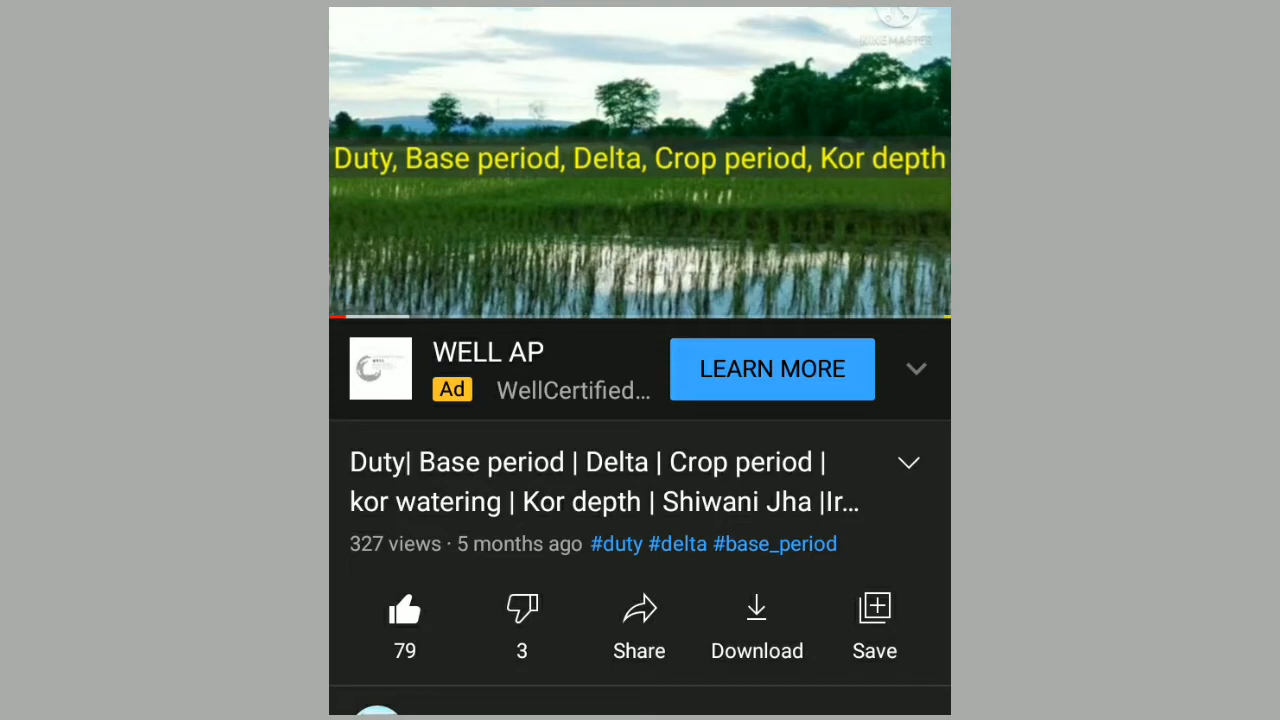 KINEMASTER
Duty, Base period, Delta, Crop period, Kor depth
WELL AP
Ad WellCertified...
LEARN MORE
Duty| Base period | Delta | Crop period |
kor watering | Kor depth | Shiwani Jha |Ir...
327 views · 5 months ago #duty #delta #base_period
79
3
Share
Download
Save